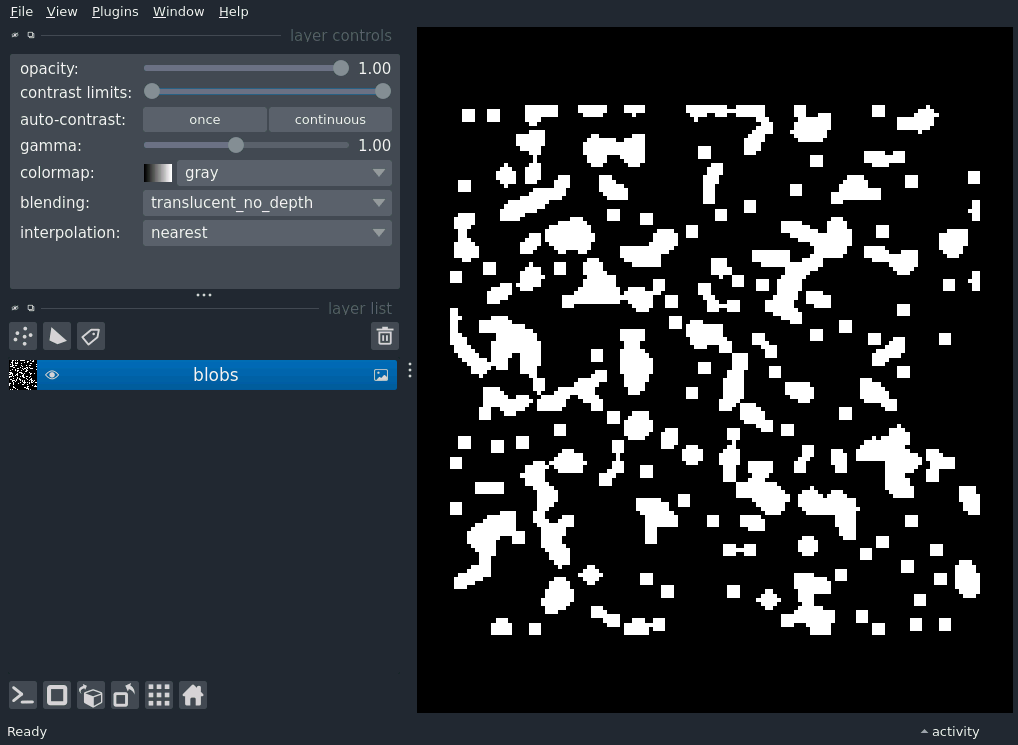 File View Plugins Window Help
layer controls
opacity: 1.00
contrast limits:
auto-contrast: once continuous
gamma: 1.00
colormap: gray
blending: translucent_no_depth
interpolation: nearest
layer list
blobs
Ready activity